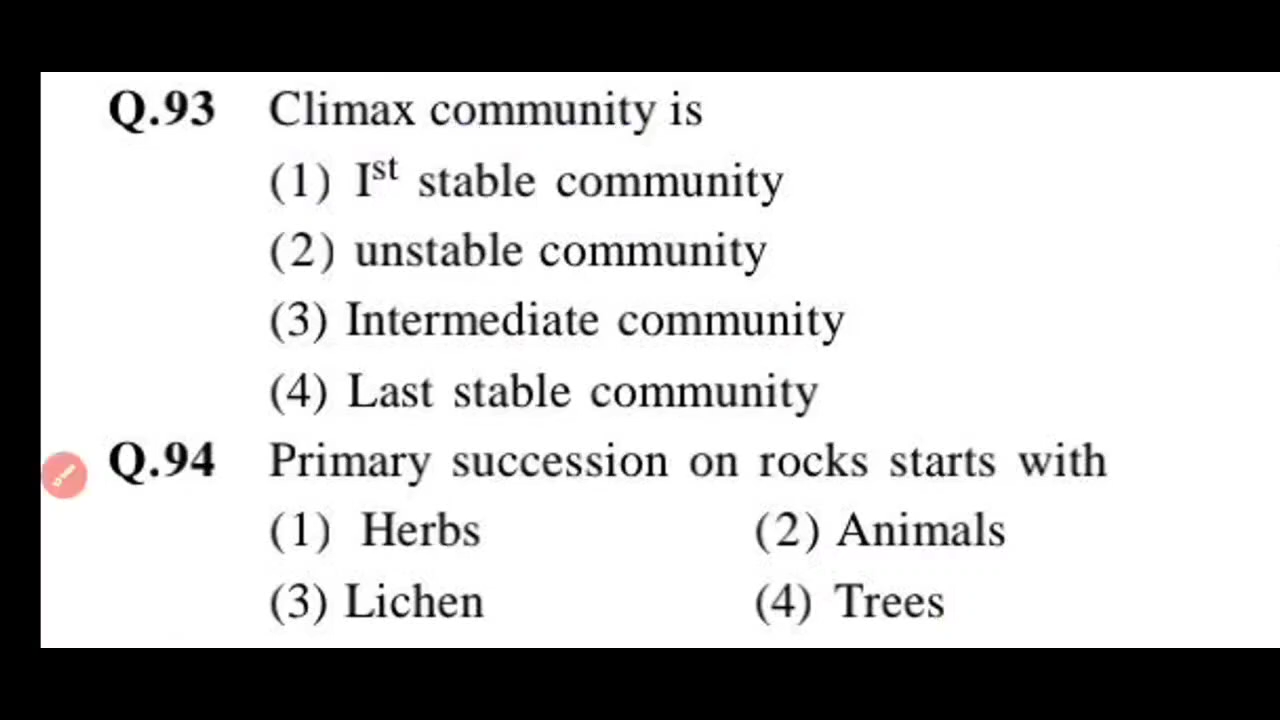 Q.93 Climax community is
(1) Iˢᵗ stable community
(2) unstable community
(3) Intermediate community
(4) Last stable community
Q.94 Primary succession on rocks starts with
(1) Herbs (2) Animals
(3) Lichen (4) Trees